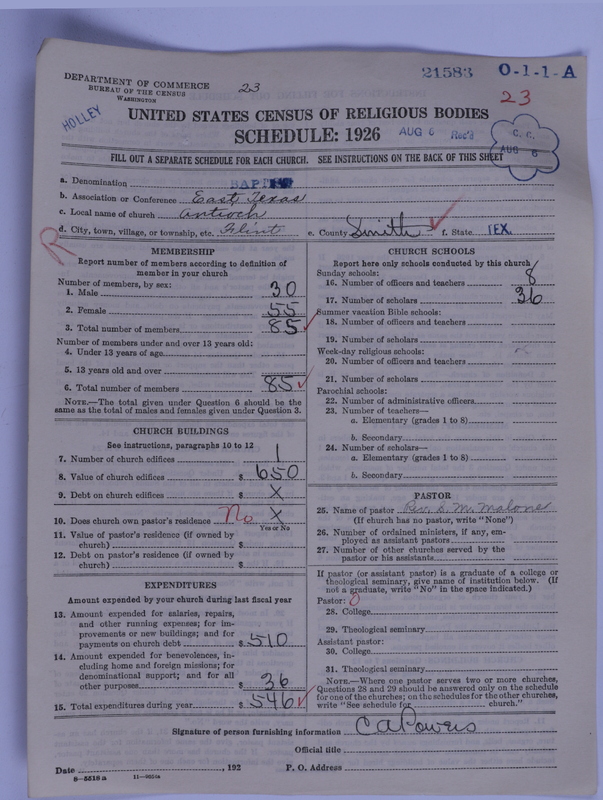 21583 O-1-1-A
DEPARTMENT OF COMMERCE
BUREAU OF THE CENSUS
WASHINGTON
23
23
HOLLEY
UNITED STATES CENSUS OF RELIGIOUS BODIES
SCHEDULE: 1926
AUG 6 Rec'd
C. C.
AUG 6
FILL OUT A SEPARATE SCHEDULE FOR EACH CHURCH. SEE INSTRUCTIONS ON THE BACK OF THIS SHEET
a. Denomination
b. Association or Conference East Texas
c. Local name of church Antioch
d. City, town, village, or township, etc. Flint e. County Smith f. State TEX.
R
MEMBERSHIP
Report number of members according to definition of
member in your church
Number of members, by sex:
1. Male 30
2. Female 55
3. Total number of members 85
Number of members under and over 13 years old:
4. Under 13 years of age
5. 13 years old and over
6. Total number of members 85
NOTE.—The total given under Question 6 should be the
same as the total of males and females given under Question 3.
CHURCH BUILDINGS
See instructions, paragraphs 10 to 12
7. Number of church edifices 1
8. Value of church edifices $ 650
9. Debt on church edifices $ X
10. Does church own pastor's residence No X
Yes or No
11. Value of pastor's residence (if owned by
church) $
12. Debt on pastor's residence (if owned by
church) $
EXPENDITURES
Amount expended by your church during last fiscal year
13. Amount expended for salaries, repairs,
and other running expenses; for im-
provements or new buildings; and for
payments on church debt $ 510
14. Amount expended for benevolences, in-
cluding home and foreign missions; for
denominational support; and for all
other purposes $ 36
15. Total expenditures during year $ 546
CHURCH SCHOOLS
Report here only schools conducted by this church
Sunday schools:
16. Number of officers and teachers 8
17. Number of scholars 36
Summer vacation Bible schools:
18. Number of officers and teachers
19. Number of scholars
Week-day religious schools:
20. Number of officers and teachers
21. Number of scholars
Parochial schools:
22. Number of administrative officers
23. Number of teachers—
a. Elementary (grades 1 to 8)
b. Secondary
24. Number of scholars—
a. Elementary (grades 1 to 8)
b. Secondary
PASTOR
25. Name of pastor Rev. S. M. Malone
(If church has no pastor, write "None")
26. Number of ordained ministers, if any, em-
ployed as assistant pastors
27. Number of other churches served by the
pastor or his assistants
If pastor (or assistant pastor) is a graduate of a college or
theological seminary, give name of institution below. (If
not a graduate, write "No" in the space indicated.)
Pastor: 0
28. College
29. Theological seminary
Assistant pastor:
30. College
31. Theological seminary
NOTE.—Where one pastor serves two or more churches,
Questions 28 and 29 should be answered only on the schedule
for one of the churches; on the schedules for the other churches,
write "See schedule for church."
Signature of person furnishing information C A Powers
Official title
Date , 192 P. O. Address
8—5518 a 11—9051a